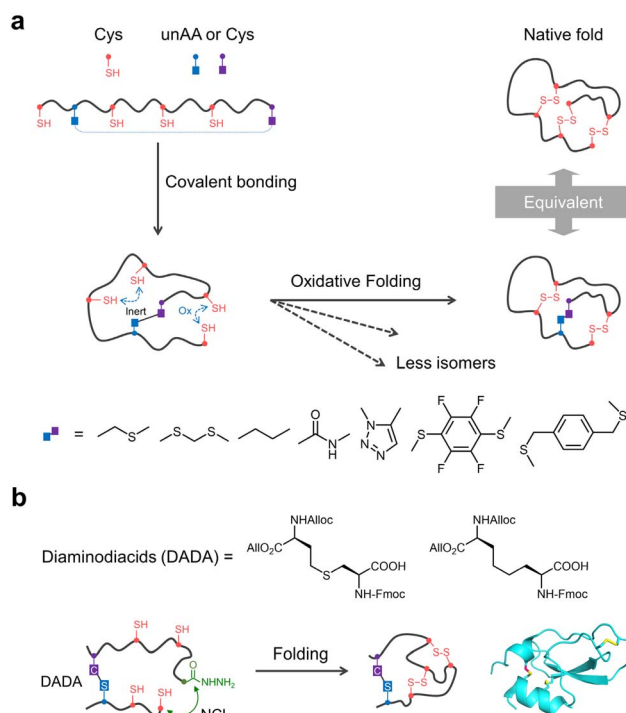 a
Cys unAA or Cys Native fold
SH
S-S
SH SH SH SH SH
S-S S-S
Covalent bonding
Equivalent
SH
SH Inert Ox SH
SH
Oxidative Folding
S-S
S-S
Less isomers
= S S S O N H N N N F F S S F F S S
b
Diaminodiacids (DADA) =
NHAlloc NHAlloc
AllO₂C COOH AllO₂C COOH
S NH-Fmoc NH-Fmoc
SH SH
O
NHNH₂
DADA C S
Folding
S-S
C S S-S
SH SH
NCL